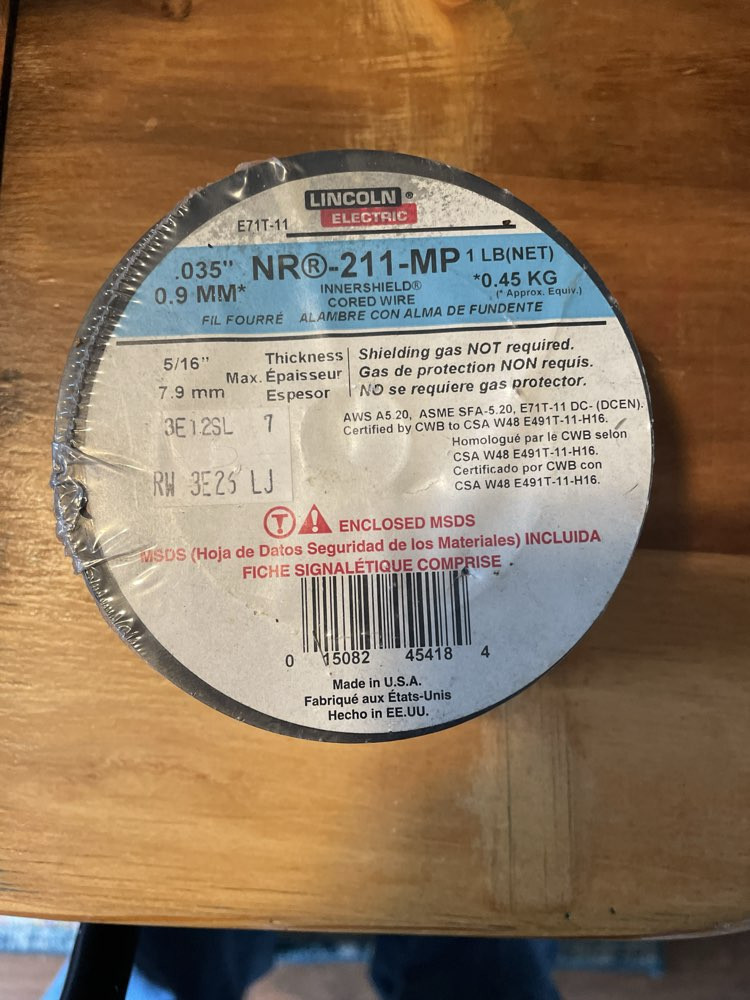 LINCOLN ®
ELECTRIC
E71T-11
.035" NR®-211-MP 1 LB(NET)
0.9 MM* INNERSHIELD® *0.45 KG
CORED WIRE (* Approx. Equiv.)
FIL FOURRÉ ALAMBRE CON ALMA DE FUNDENTE
5/16" Thickness Shielding gas NOT required.
Max. Épaisseur Gas de protection NON requis.
7.9 mm Espesor NO se requiere gas protector.
AWS A5.20, ASME SFA-5.20, E71T-11 DC- (DCEN).
Certified by CWB to CSA W48 E491T-11-H16.
Homologué par le CWB selon
CSA W48 E491T-11-H16.
Certificado por CWB con
CSA W48 E491T-11-H16.
3E12SL 7
RW LJ
T ! ENCLOSED MSDS
MSDS (Hoja de Datos Seguridad de los Materiales) INCLUIDA
FICHE SIGNALÉTIQUE COMPRISE
0 15082 45418 4
Made in U.S.A.
Fabriqué aux États-Unis
Hecho in EE.UU.